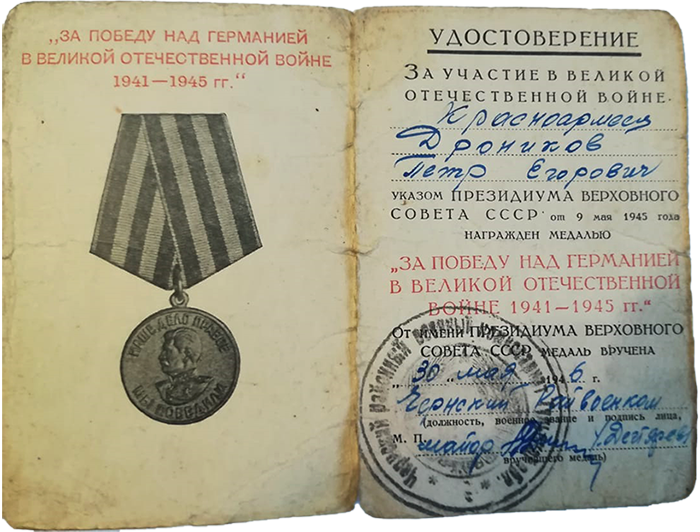 „ЗА ПОБЕДУ НАД ГЕРМАНИЕЙ
В ВЕЛИКОЙ ОТЕЧЕСТВЕННОЙ ВОЙНЕ
1941—1945 гг.“
НАШЕ ДЕЛО ПРАВОЕ
МЫ ПОБЕДИЛИ
УДОСТОВЕРЕНИЕ
ЗА УЧАСТИЕ В ВЕЛИКОЙ
ОТЕЧЕСТВЕННОЙ ВОЙНЕ
Красноармеец
Дроников
Петр Егорович
УКАЗОМ ПРЕЗИДИУМА ВЕРХОВНОГО
СОВЕТА СССР от 9 мая 1945 года
НАГРАЖДЕН МЕДАЛЬЮ
„ЗА ПОБЕДУ НАД ГЕРМАНИЕЙ
В ВЕЛИКОЙ ОТЕЧЕСТВЕННОЙ
ВОЙНЕ 1941—1945 гг.“
От имени ПРЕЗИДИУМА ВЕРХОВНОГО
СОВЕТА СССР МЕДАЛЬ ВРУЧЕНА
„30„ мая 1946 г.
Чернский Райвоенком
(должность, военное звание и подпись лица,
М. П. майор
вручившего медаль)